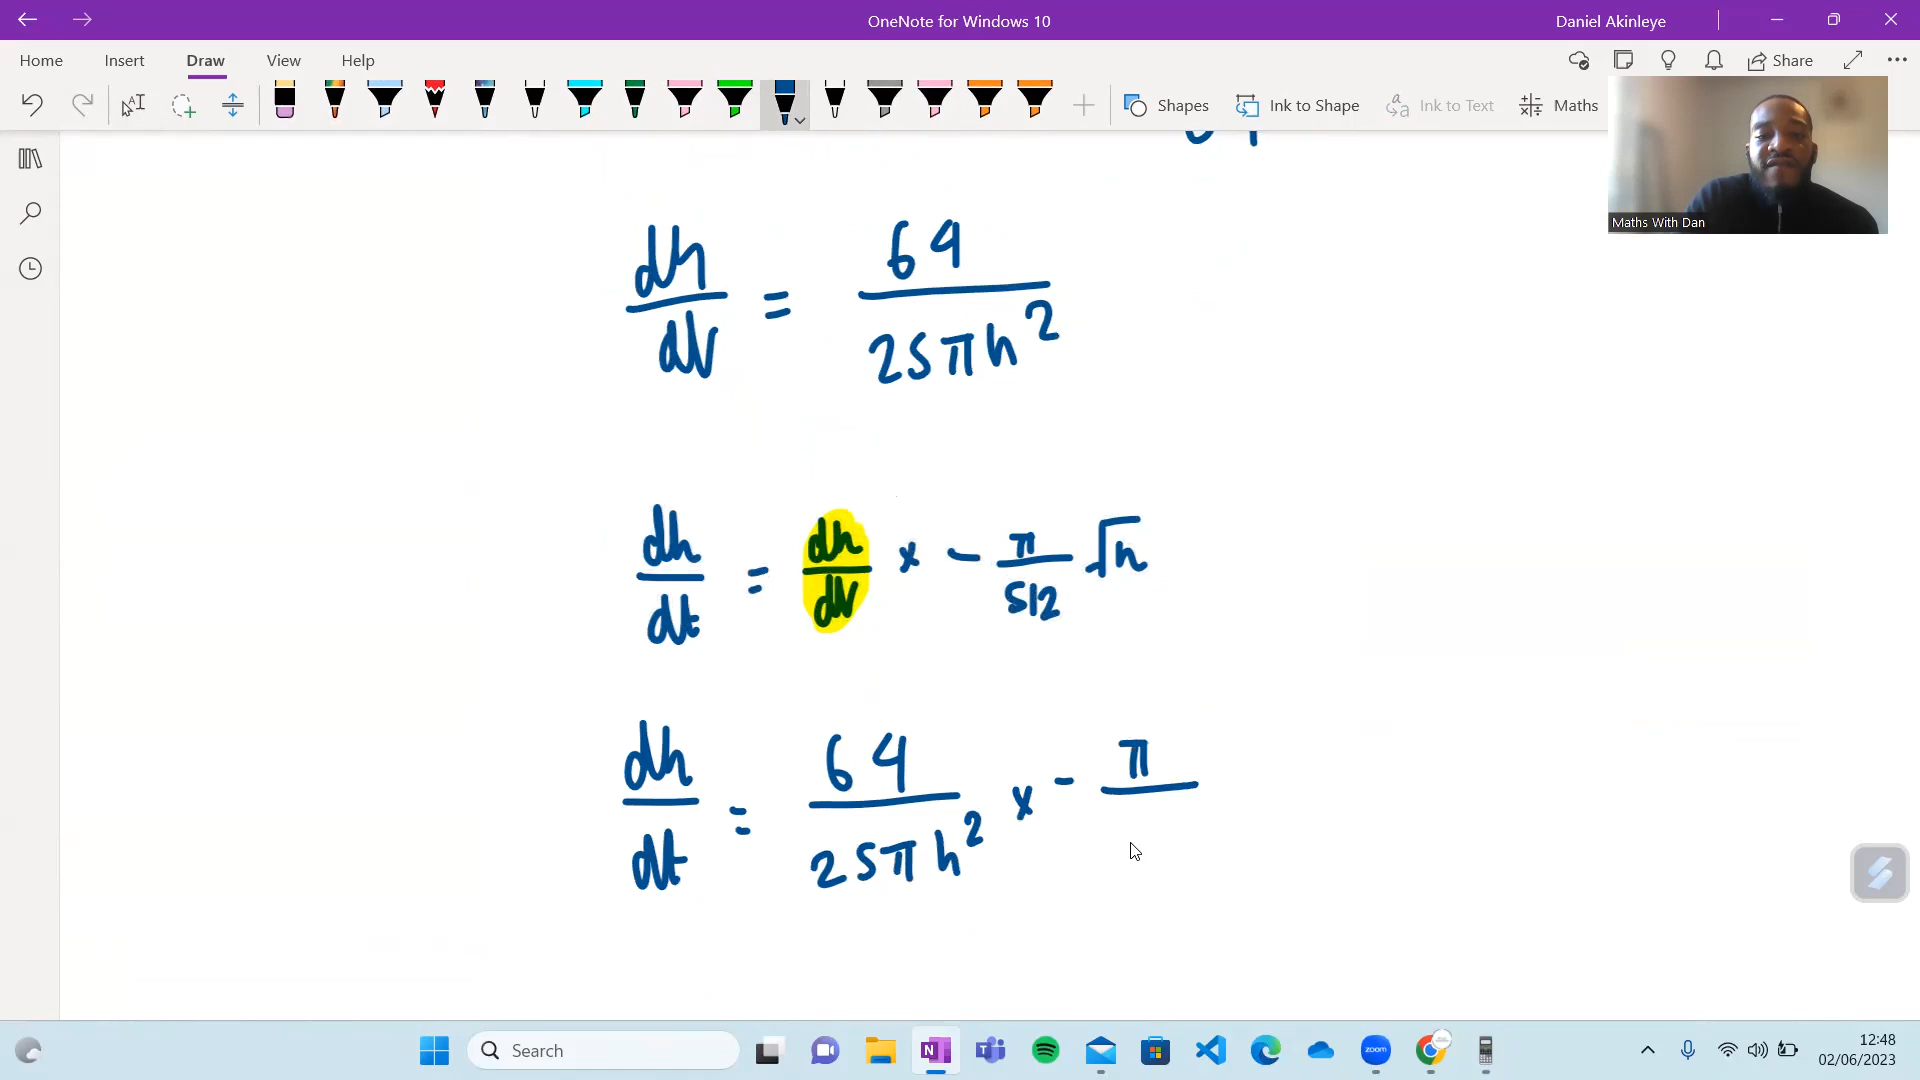 OneNote for Windows 10
Daniel Akinleye
Home Insert Draw View Help
Share
Shapes Ink to Shape Ink to Text Maths
Maths With Dan
dh/dV = 64/25πh²
dh/dt = dh/dV × - π/512 √h
dh/dt = 64/25πh² × - π
Search
zoom
12:48
02/06/2023